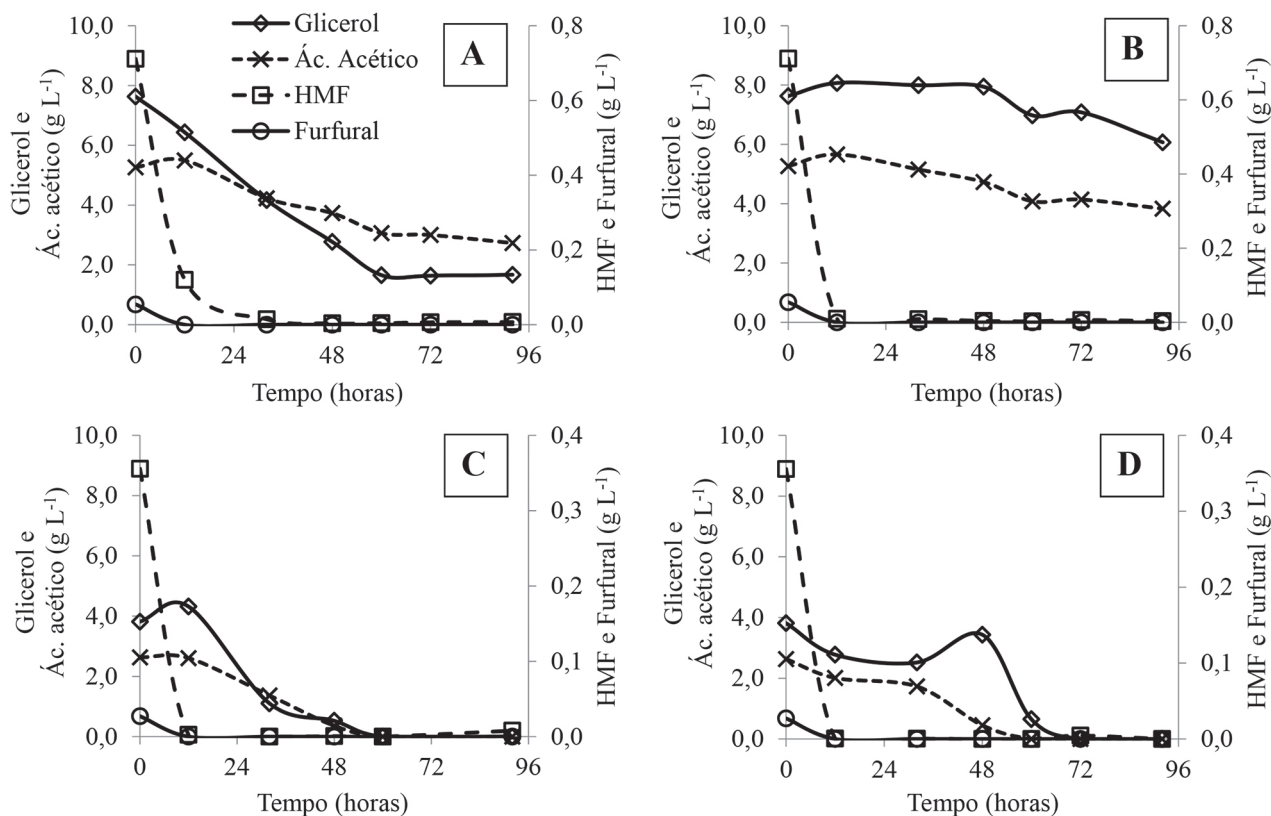 Glicerol
Ác. Acético
HMF
Furfural
A
Glicerol e
Ác. acético (g L-1)
10,0
8,0
6,0
4,0
2,0
0,0
0,8
0,6
0,4
0,2
0,0
HMF e Furfural (g L-1)
0 24 48 72 96
Tempo (horas)
B
Glicerol e
Ác. acético (g L-1)
10,0
8,0
6,0
4,0
2,0
0,0
0,8
0,6
0,4
0,2
0,0
HMF e Furfural (g L-1)
0 24 48 72 96
Tempo (horas)
C
Glicerol e
Ác. acético (g L-1)
10,0
8,0
6,0
4,0
2,0
0,0
0,4
0,3
0,2
0,1
0,0
HMF e Furfural (g L-1)
0 24 48 72 96
Tempo (horas)
D
Glicerol e
Ác. acético (g L-1)
10,0
8,0
6,0
4,0
2,0
0,0
0,4
0,3
0,2
0,1
0,0
HMF e Furfural (g L-1)
0 24 48 72 96
Tempo (horas)